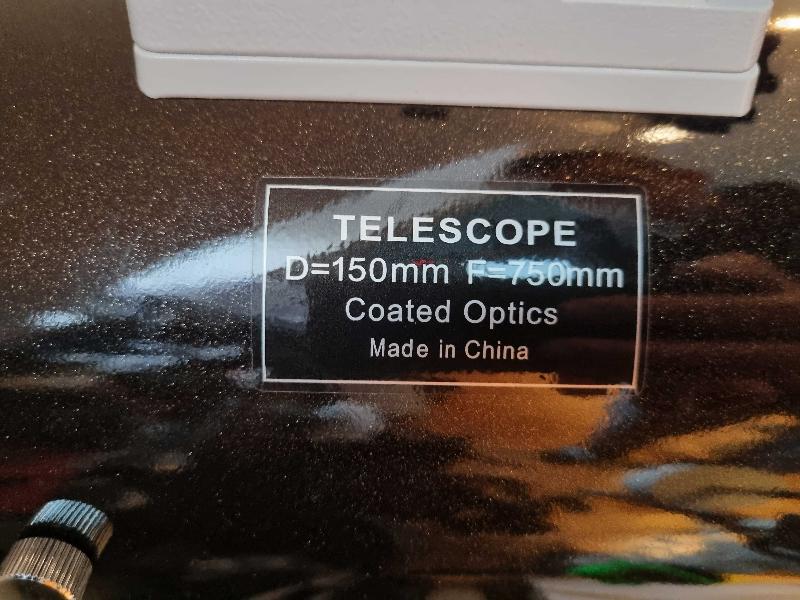 TELESCOPE
D=150mm F=750mm
Coated Optics
Made in China